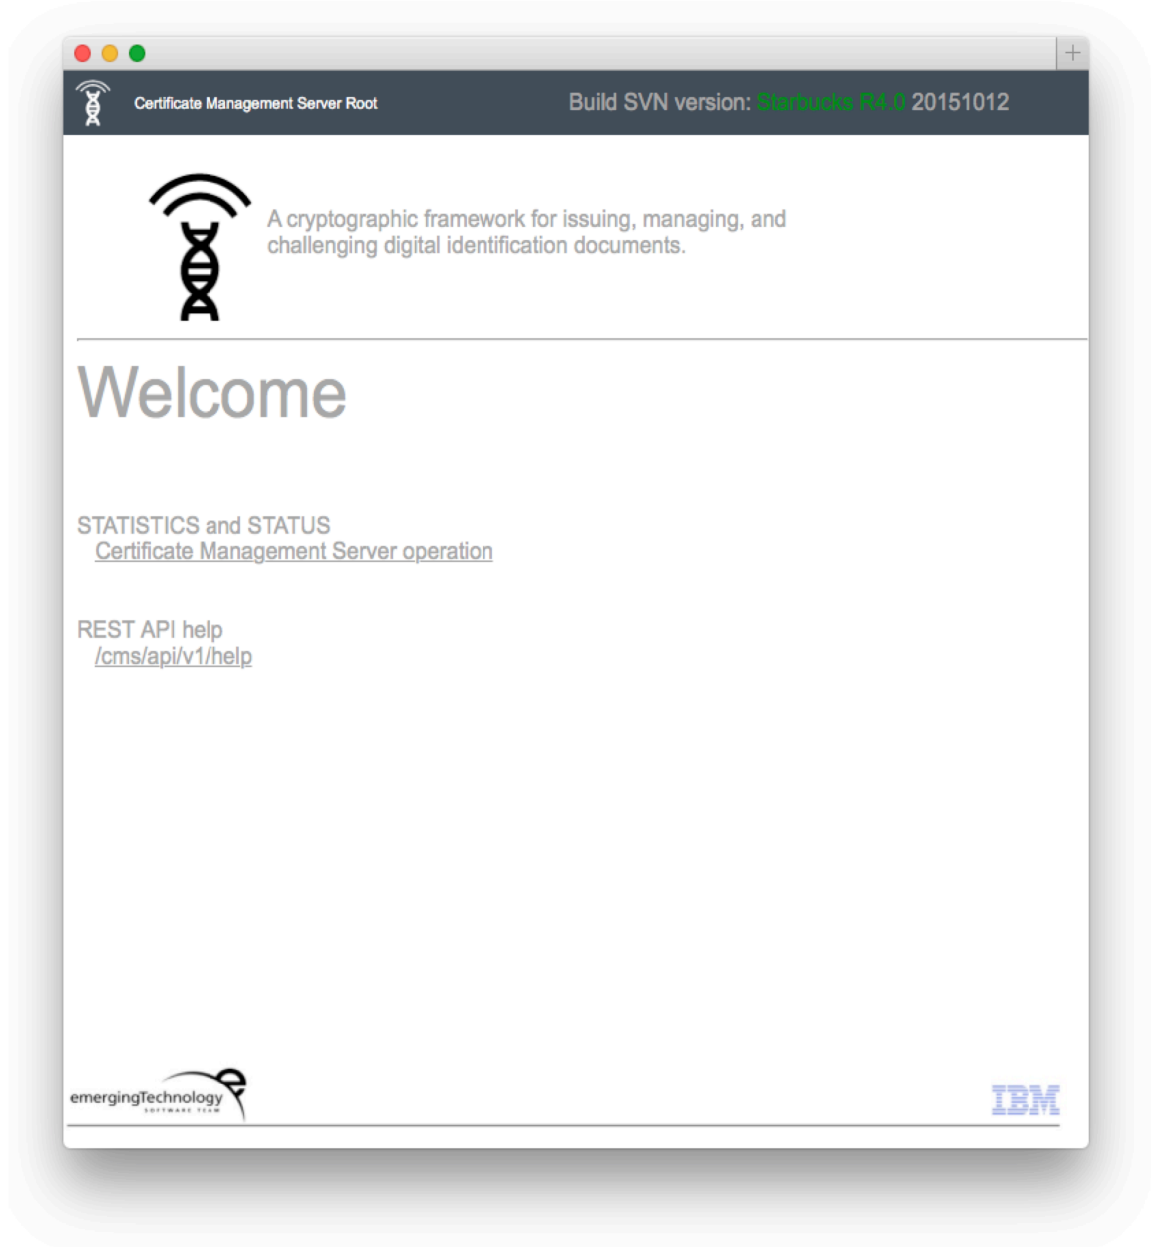 Certificate Management Server Root
Build SVN version: Starbucks R4.0 20151012
A cryptographic framework for issuing, managing, and
challenging digital identification documents.
Welcome
STATISTICS and STATUS
Certificate Management Server operation
REST API help
/cms/api/v1/help
emergingTechnology
SOFTWARE TEAM
IBM